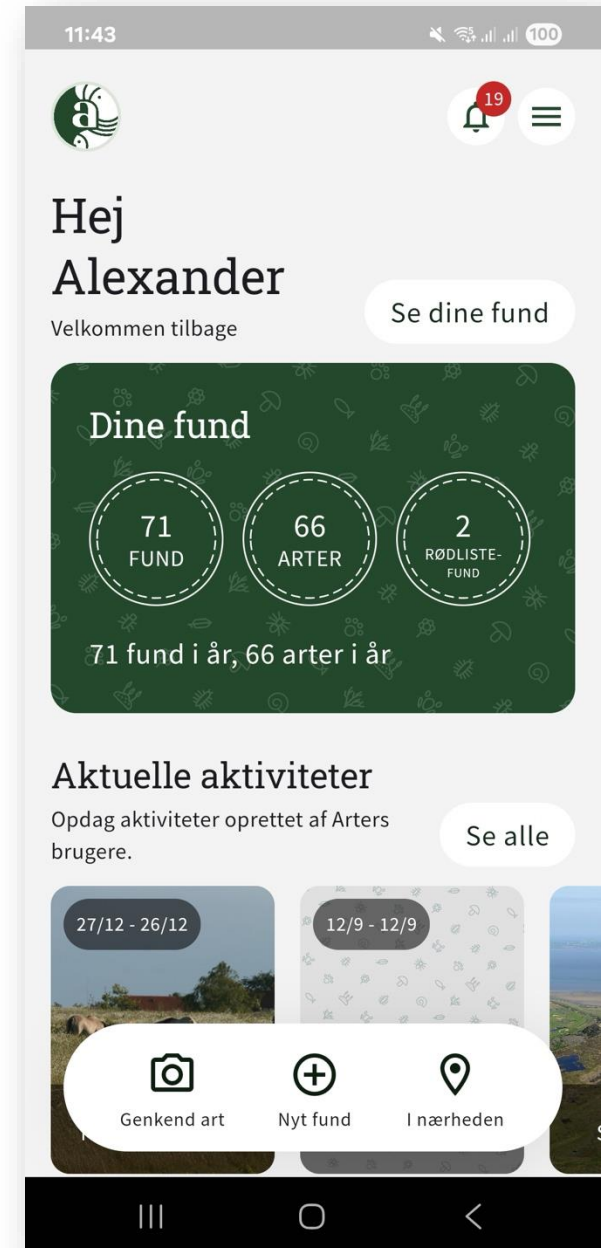 11:43
100
a
19
Hej
Alexander
Velkommen tilbage
Se dine fund
Dine fund
71
FUND
66
ARTER
2
RØDLISTE-
FUND
71 fund i år, 66 arter i år
Aktuelle aktiviteter
Opdag aktiviteter oprettet af Arters
brugere.
Se alle
27/12 - 26/12
12/9 - 12/9
Genkend art
Nyt fund
I nærheden